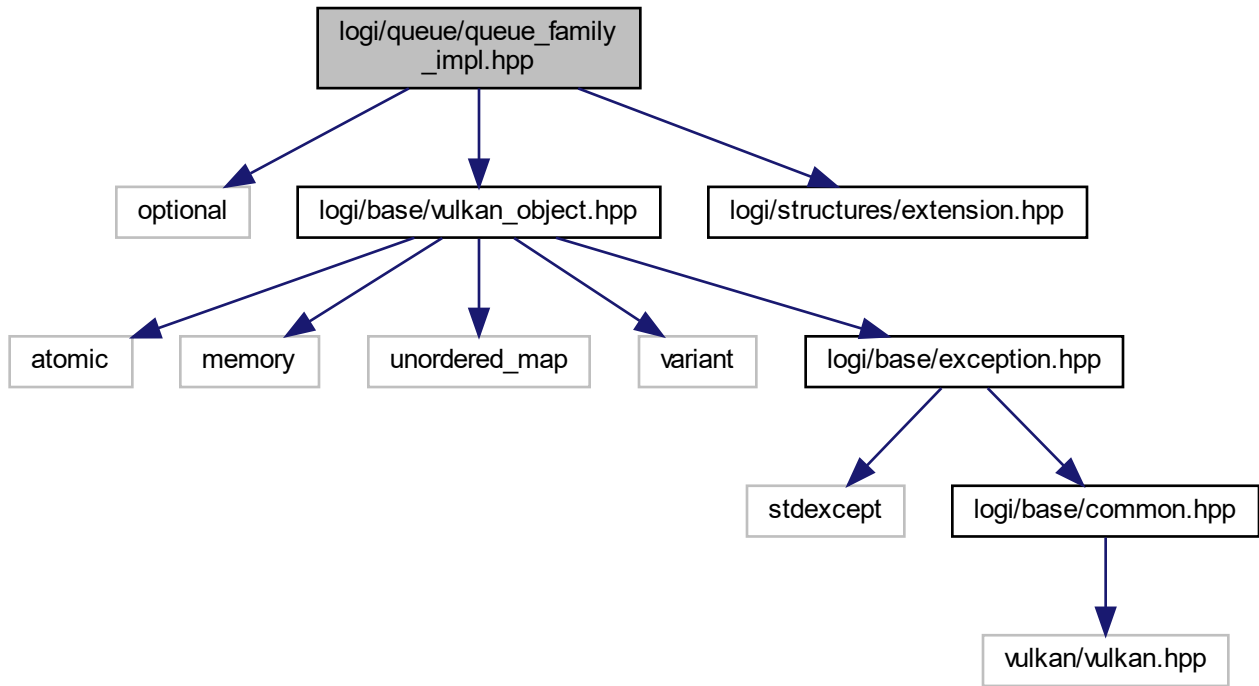 logi/queue/queue_family
_impl.hpp
optional
logi/base/vulkan_object.hpp
logi/structures/extension.hpp
atomic
memory
unordered_map
variant
logi/base/exception.hpp
stdexcept
logi/base/common.hpp
vulkan/vulkan.hpp